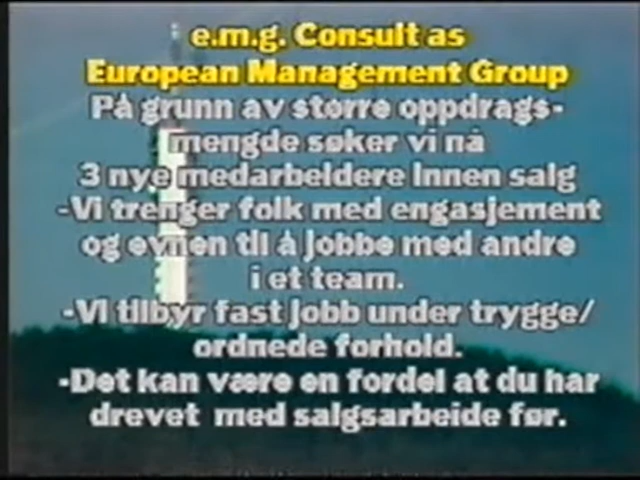 e.m.g. Consult as
European Management Group
På grunn av større oppdrags-
mengde søker vi nå
3 nye medarbeidere innen salg
-Vi trenger folk med engasjement
og evnen til å jobbe med andre
i et team.
-Vi tilbyr fast jobb under trygge/
ordnede forhold.
-Det kan være en fordel at du har
drevet med salgsarbeide før.